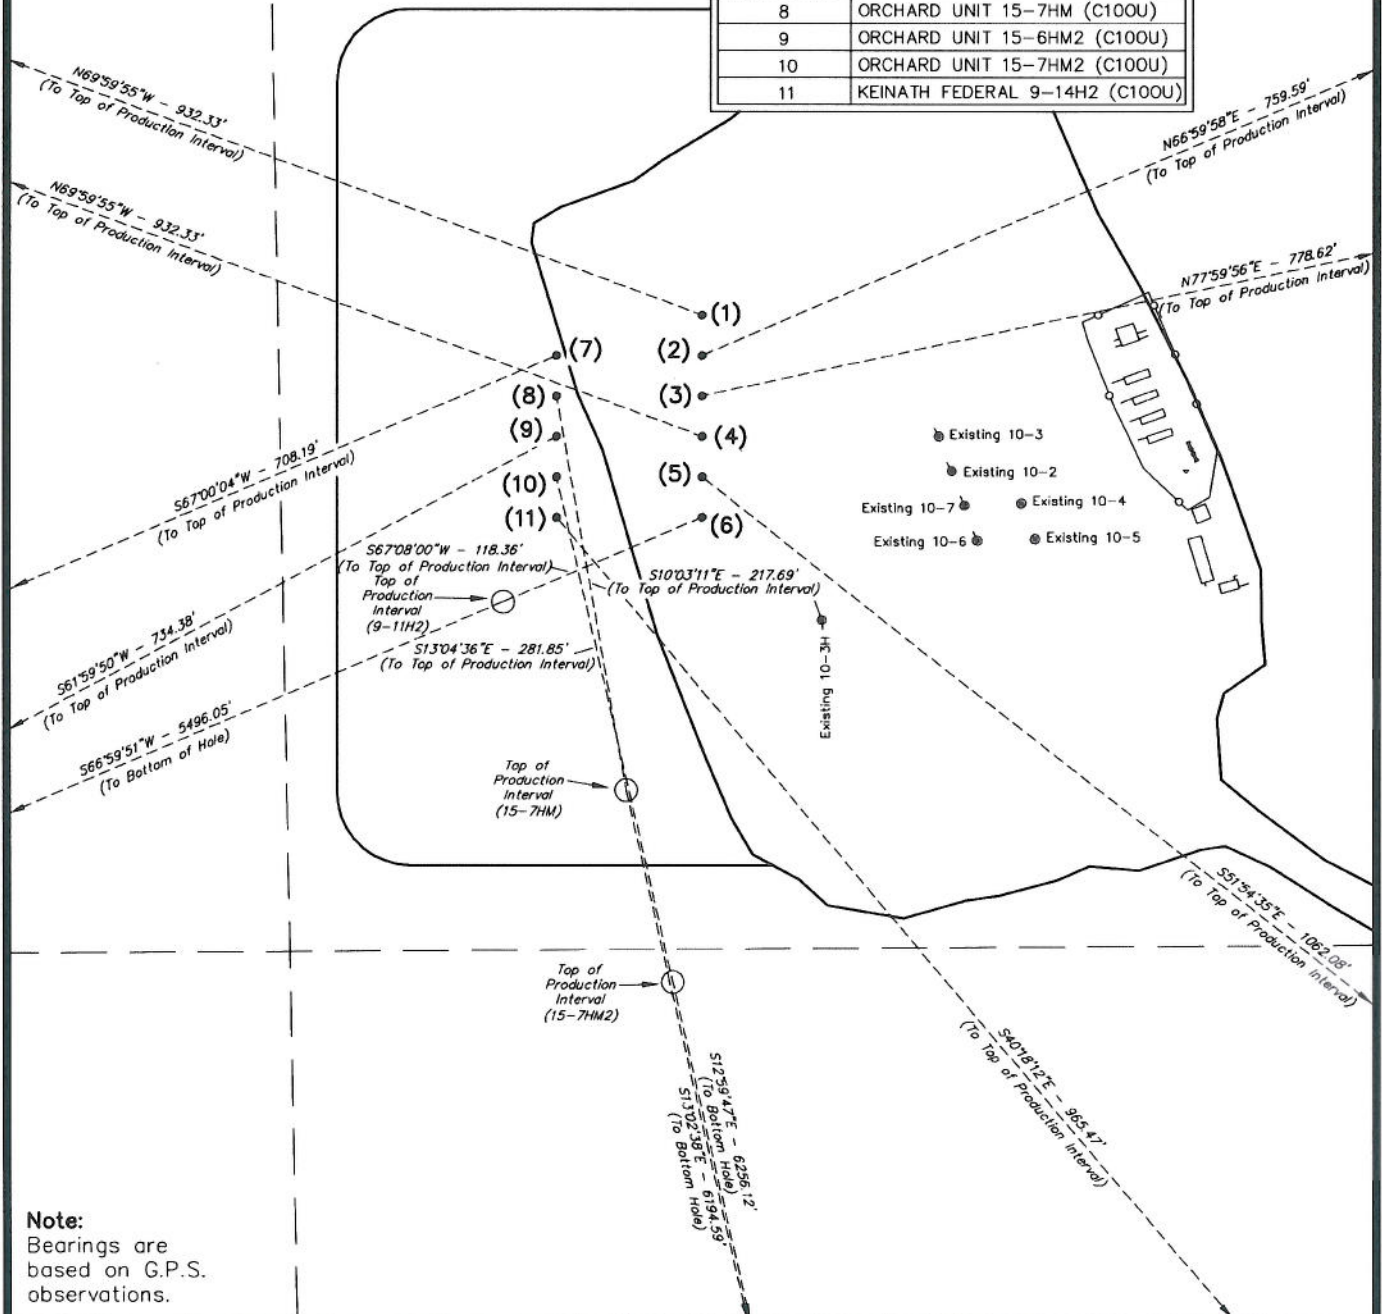 8 ORCHARD UNIT 15-7HM (C10OU)
9 ORCHARD UNIT 15-6HM2 (C10OU)
10 ORCHARD UNIT 15-7HM2 (C10OU)
11 KEINATH FEDERAL 9-14H2 (C10OU)
N69°59'55"W - 932.33'
(To Top of Production Interval)
N66°59'58"E - 759.59'
(To Top of Production Interval)
N69°59'55"W - 932.33'
(To Top of Production Interval)
N77°59'56"E - 778.62'
(To Top of Production Interval)
(1)
(7)
(2)
(8)
(3)
(9)
(4)
(10)
(5)
(11)
(6)
Existing 10-3
Existing 10-2
Existing 10-7
Existing 10-4
Existing 10-6
Existing 10-5
Existing 10-3H
S67°00'04"W - 708.19'
(To Top of Production Interval)
S67°08'00"W - 118.36'
(To Top of Production Interval)
Top of
Production
Interval
(9-11H2)
S10°03'11"E - 217.69'
(To Top of Production Interval)
S13°04'36"E - 281.85'
(To Top of Production Interval)
S61°59'50"W - 734.38'
(To Top of Production Interval)
S66°59'51"W - 5496.05'
(To Bottom of Hole)
Top of
Production
Interval
(15-7HM)
S51°54'35"E - 1062.08'
(To Top of Production Interval)
Top of
Production
Interval
(15-7HM2)
S40°18'12"E - 965.47'
(To Top of Production Interval)
S12°59'47"E - 6256.12'
(To Bottom Hole)
S13°02'38"E - 6194.59'
(To Bottom Hole)
Note:
Bearings are
based on G.P.S.
observations.